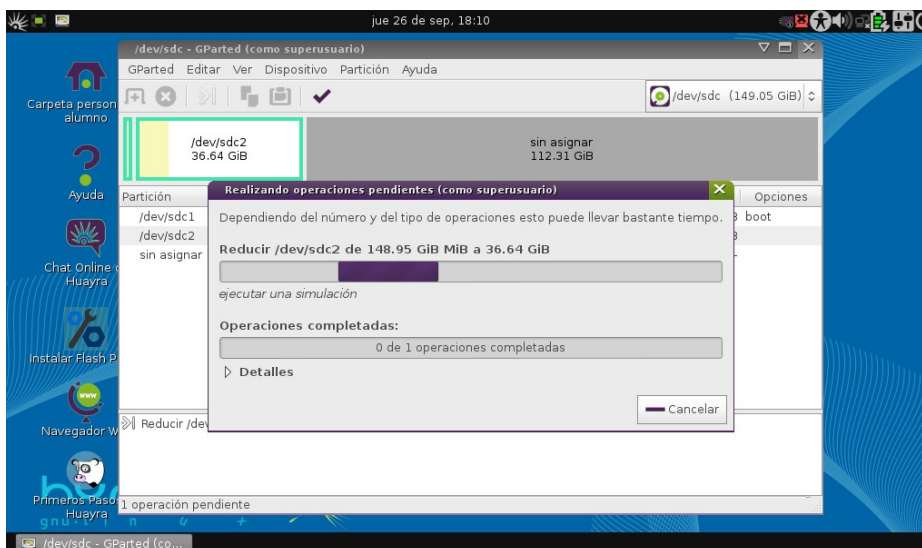 jue 26 de sep, 18:10
/dev/sdc - GParted (como superusuario)
GParted Editar Ver Dispositivo Partición Ayuda
/dev/sdc (149.05 GiB)
/dev/sdc2
36.64 GiB
sin asignar
112.31 GiB
Partición
Opciones
/dev/sdc1
boot
/dev/sdc2
sin asignar
Realizando operaciones pendientes (como superusuario)
Dependiendo del número y del tipo de operaciones esto puede llevar bastante tiempo.
Reducir /dev/sdc2 de 148.95 GiB MiB a 36.64 GiB
ejecutar una simulación
Operaciones completadas:
0 de 1 operaciones completadas
Detalles
Cancelar
Reducir /dev
1 operación pendiente
Carpeta person
alumno
Ayuda
Chat Online
Huayra
Instalar Flash P
www
Navegador W
Primeros Paso
Huayra
/dev/sdc - GParted (co...